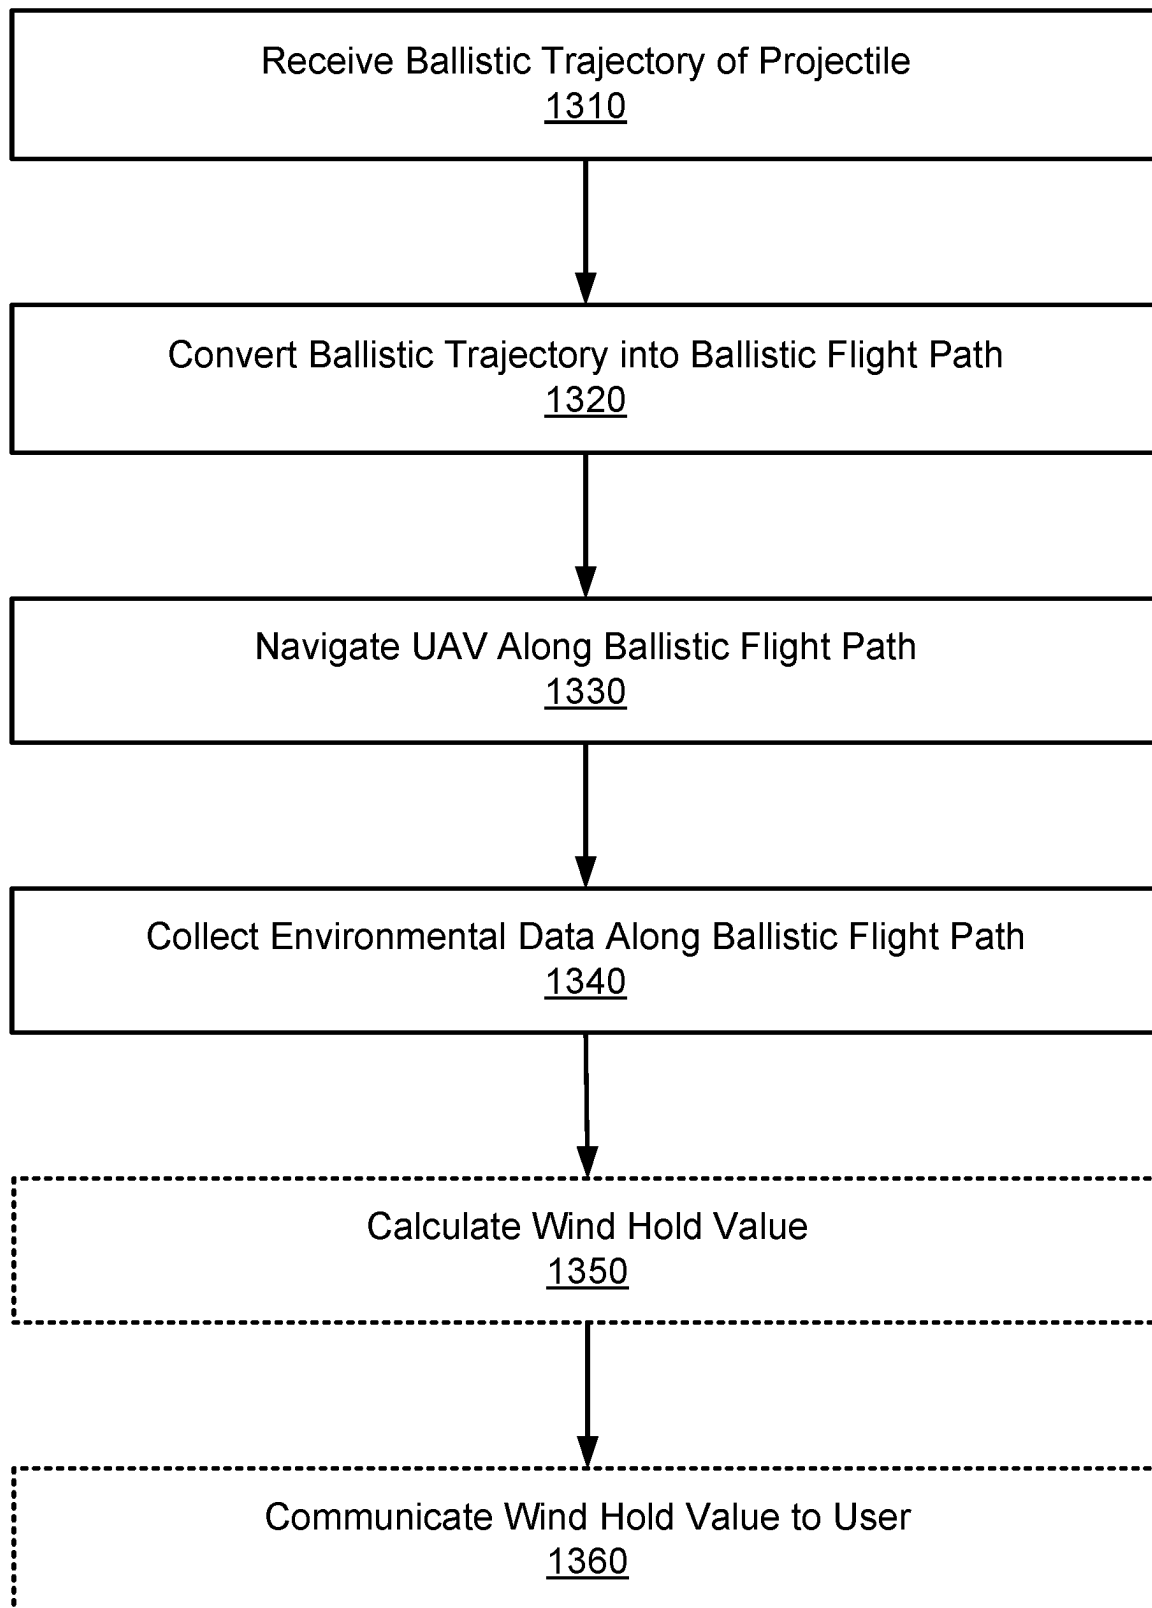 Receive Ballistic Trajectory of Projectile
1310
Convert Ballistic Trajectory into Ballistic Flight Path
1320
Navigate UAV Along Ballistic Flight Path
1330
Collect Environmental Data Along Ballistic Flight Path
1340
Calculate Wind Hold Value
1350
Communicate Wind Hold Value to User
1360